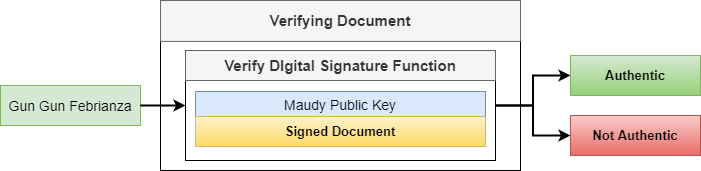 Verifying Document
Verify DIgital Signature Function
Gun Gun Febrianza
Maudy Public Key
Signed Document
Authentic
Not Authentic